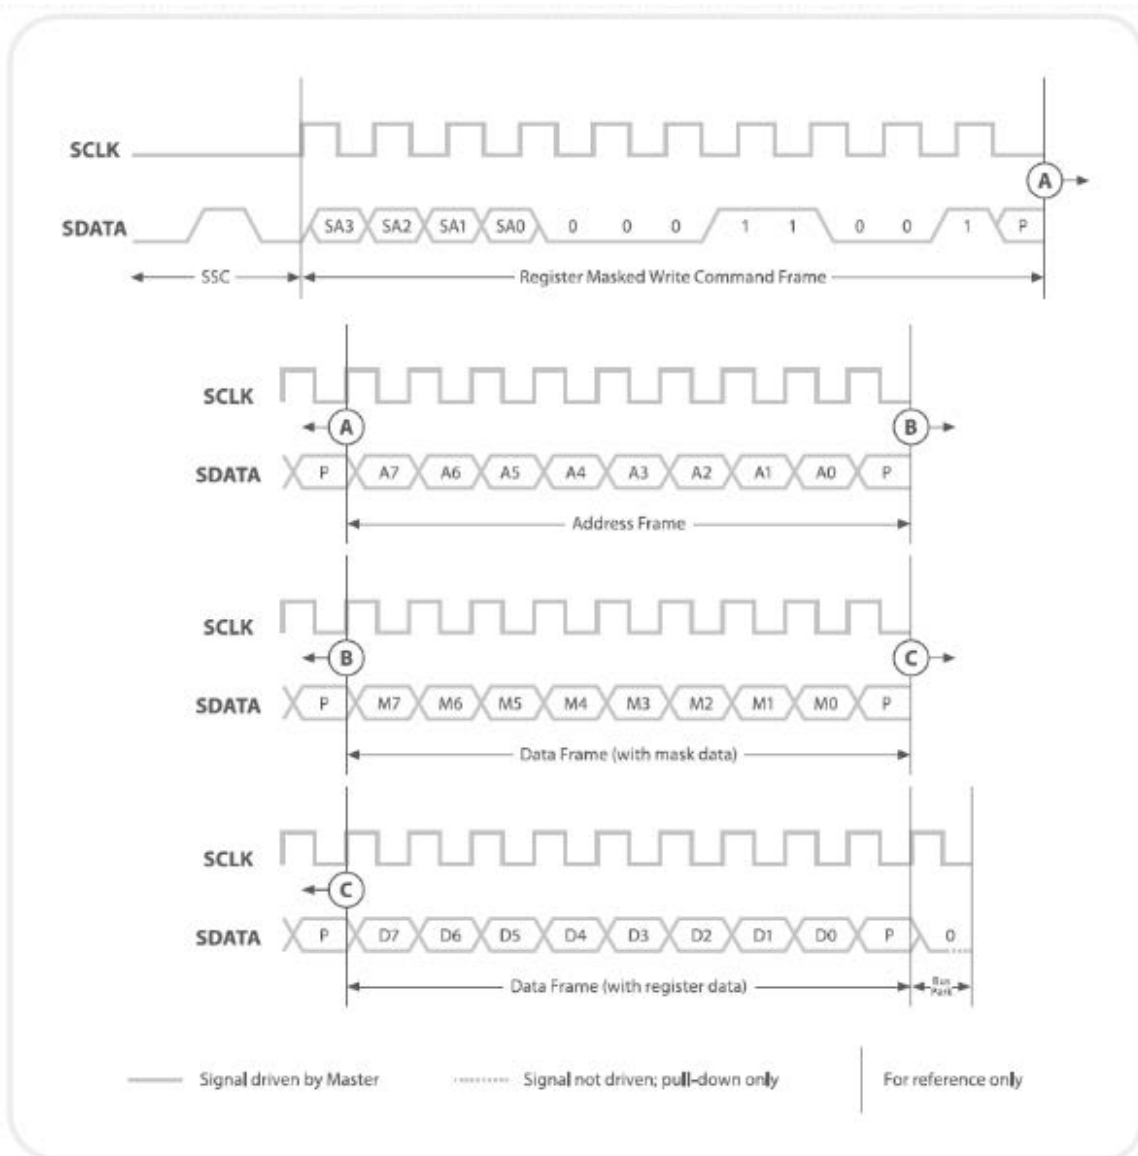 SCLK
A
SDATA SA3 SA2 SA1 SA0 0 0 0 1 1 0 0 1 P
SSC Register Masked Write Command Frame
SCLK
A B
SDATA P A7 A6 A5 A4 A3 A2 A1 A0 P
Address Frame
SCLK
B C
SDATA P M7 M6 M5 M4 M3 M2 M1 M0 P
Data Frame (with mask data)
SCLK
C
SDATA P D7 D6 D5 D4 D3 D2 D1 D0 P 0
Data Frame (with register data) Bus
Park
Signal driven by Master Signal not driven; pull-down only For reference only